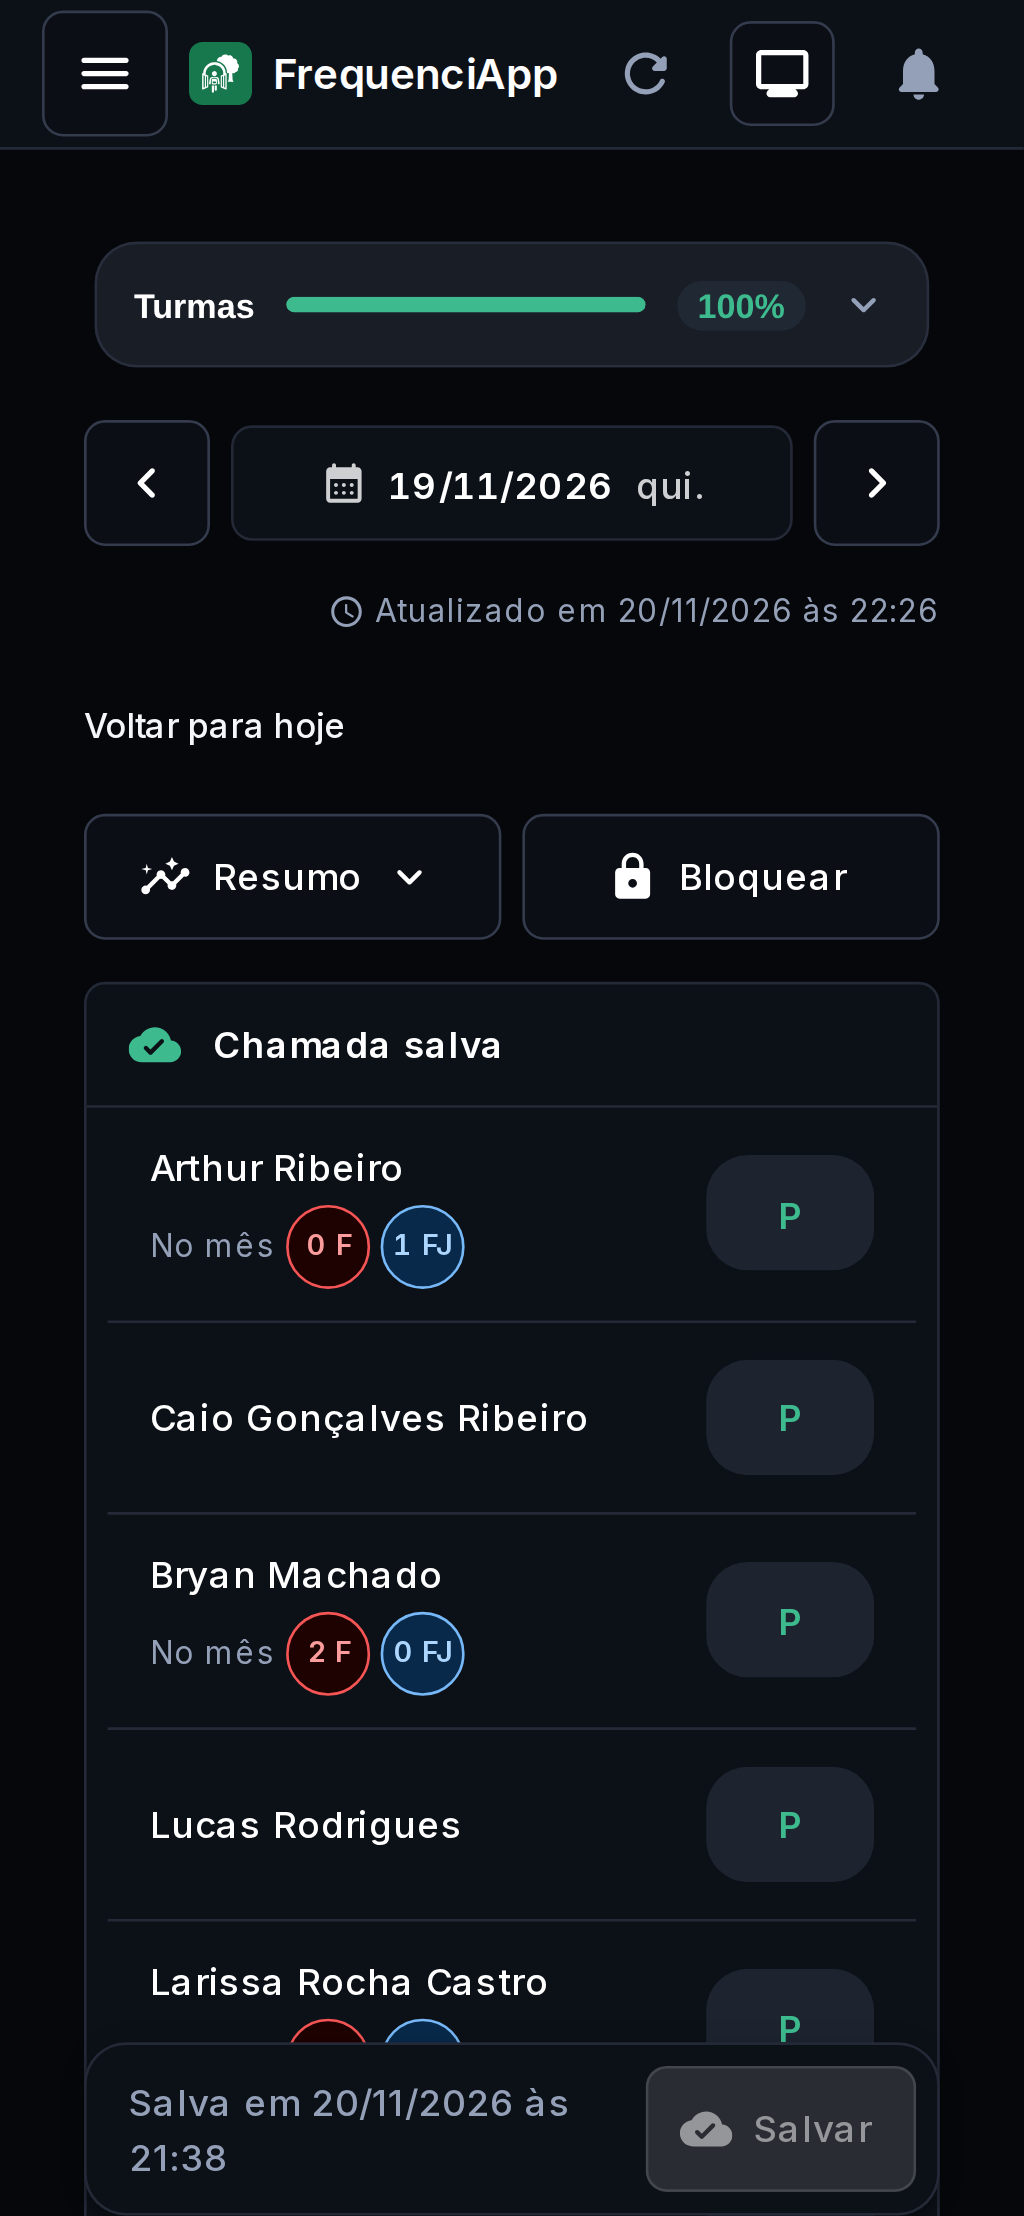 FrequenciApp
Turmas 100%
19/11/2026 qui.
Atualizado em 20/11/2026 às 22:26
Voltar para hoje
Resumo Bloquear
Chamada salva
Arthur Ribeiro
No mês 0 F 1 FJ
P
Caio Gonçalves Ribeiro
P
Bryan Machado
No mês 2 F 0 FJ
P
Lucas Rodrigues
P
Larissa Rocha Castro
P
Salva em 20/11/2026 às
21:38
Salvar